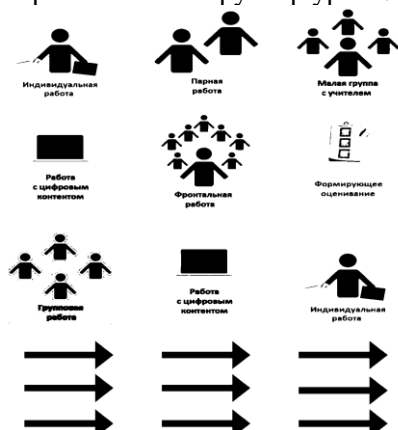 Индивидуальная
работа
Парная
работа
Малая группа
с учителем
Работа
с цифровым
контентом
Фронтальная
работа
Формирующее
оценивание
Групповая
работа
Работа
с цифровым
контентом
Индивидуальная
работа